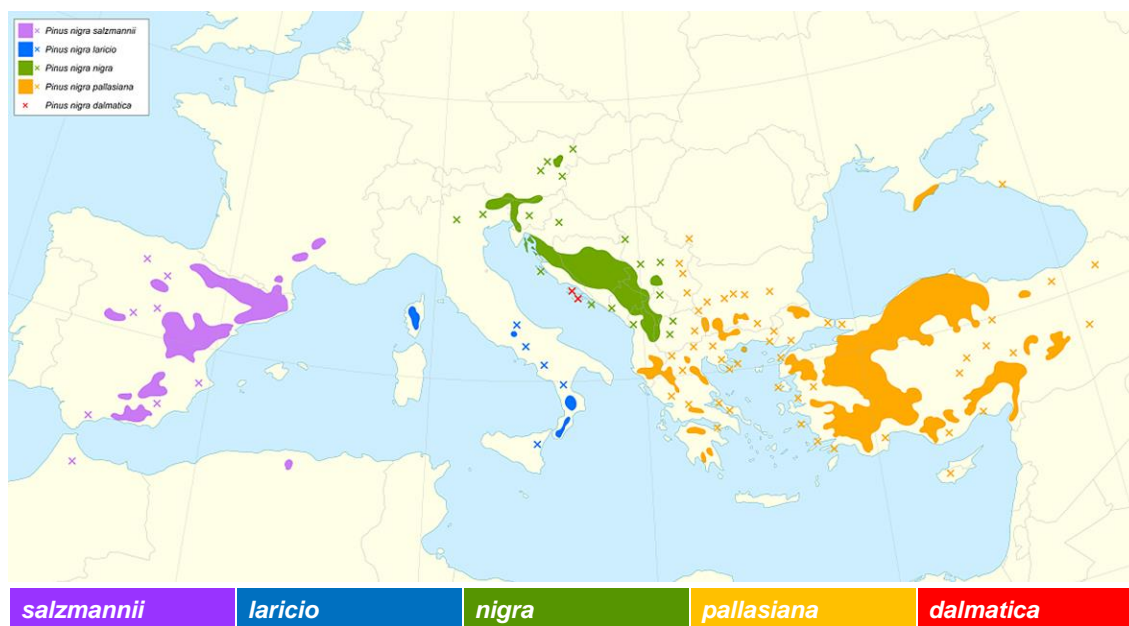 Pinus nigra salzmannii
Pinus nigra laricio
Pinus nigra nigra
Pinus nigra pallasiana
Pinus nigra dalmatica
salzmannii laricio nigra pallasiana dalmatica